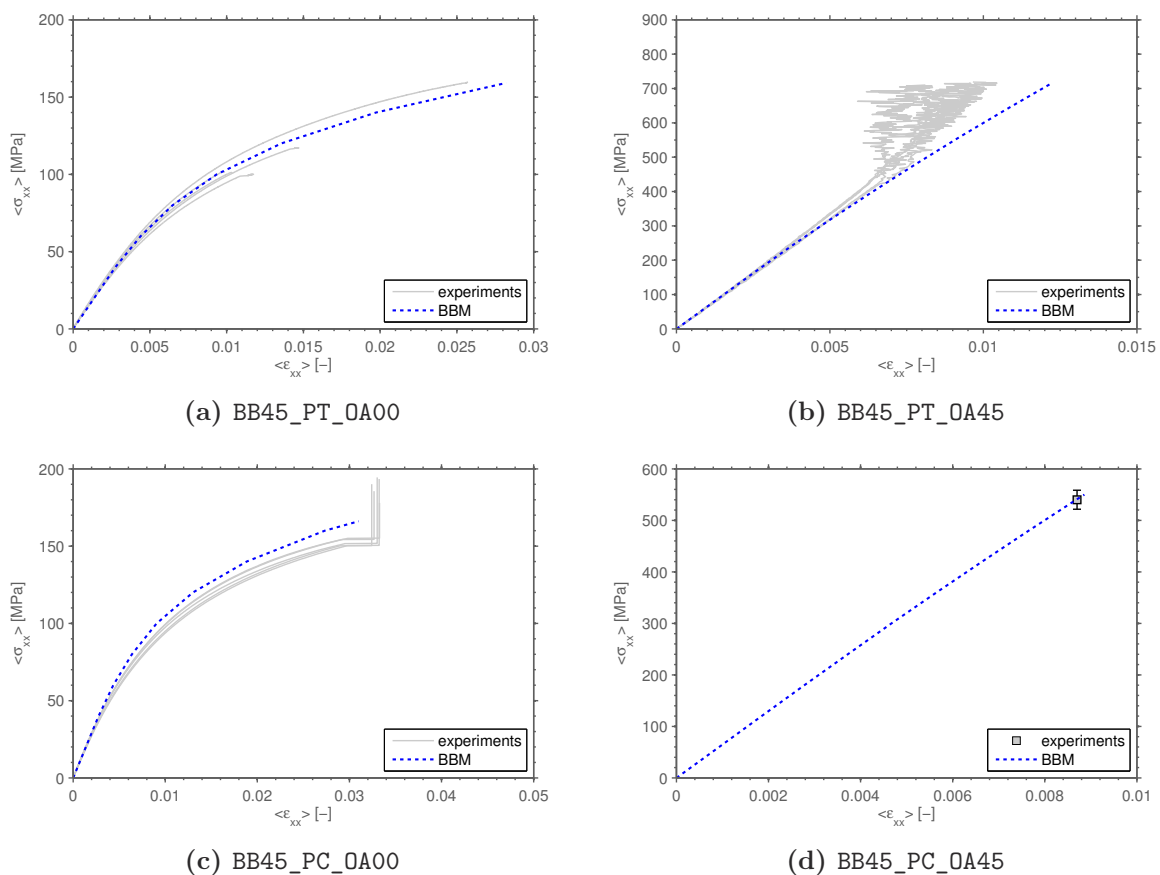 200
150
100
50
0
<σxx> [MPa]
0 0.005 0.01 0.015 0.02 0.025 0.03
<εxx> [−]
experiments
BBM
(a) BB45_PT_OA00
900
800
700
600
500
400
300
200
100
0
<σxx> [MPa]
0 0.005 0.01 0.015
<εxx> [−]
experiments
BBM
(b) BB45_PT_OA45
200
150
100
50
0
<σxx> [MPa]
0 0.01 0.02 0.03 0.04 0.05
<εxx> [−]
experiments
BBM
(c) BB45_PC_OA00
600
500
400
300
200
100
0
<σxx> [MPa]
0 0.002 0.004 0.006 0.008 0.01
<εxx> [−]
experiments
BBM
(d) BB45_PC_OA45